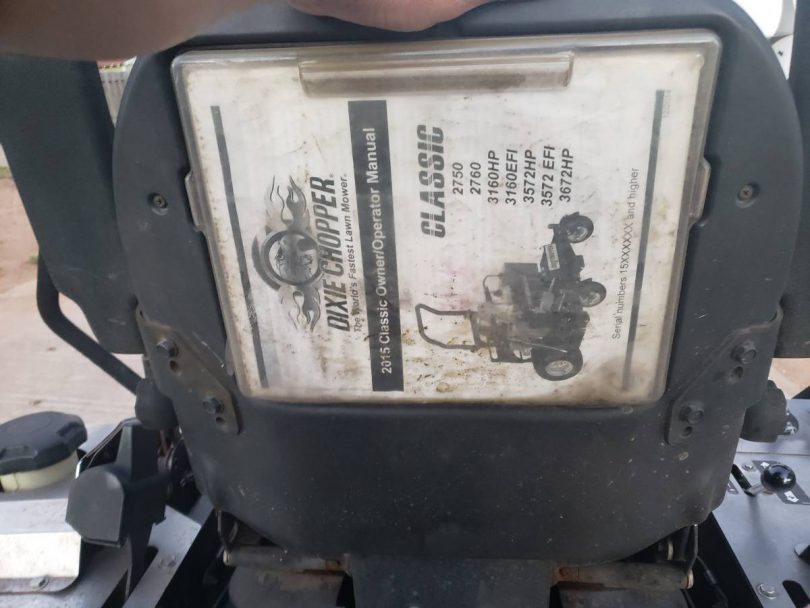 DIXIE CHOPPER
The World's Fastest Lawn Mower.
2015 Classic Owner/Operator Manual
CLASSIC
2750
2760
3160HP
3160EFI
3572HP
3572 EFI
3672HP
Serial numbers 15XXXXXX and higher